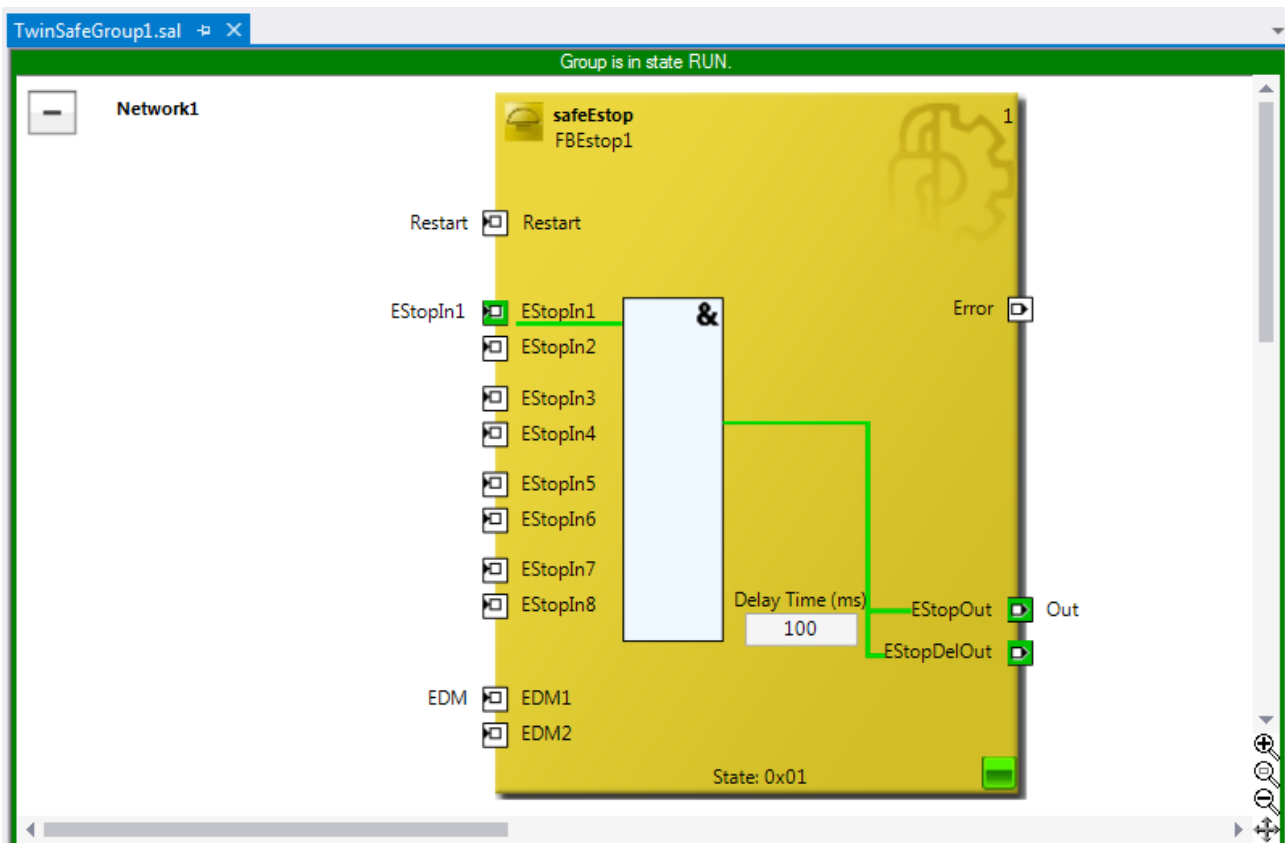 TwinSafeGroup1.sal
Group is in state RUN.
Network1
safeEstop
1
FBEstop1
Restart Restart
EStopIn1 EStopIn1 & Error
EStopIn2
EStopIn3
EStopIn4
EStopIn5
EStopIn6
EStopIn7
EStopIn8 Delay Time (ms) EStopOut Out
100
EStopDelOut
EDM EDM1
EDM2
State: 0x01